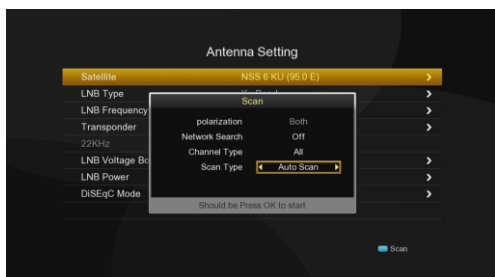 Antenna Setting
Satellite NSS 6 KU (95.0 E)
LNB Type
LNB Frequency
Transponder
22KHz
LNB Voltage Bo
LNB Power
DiSEqC Mode
Scan
polarization Both
Network Search Off
Channel Type All
Scan Type Auto Scan
Should be Press OK to start
Scan